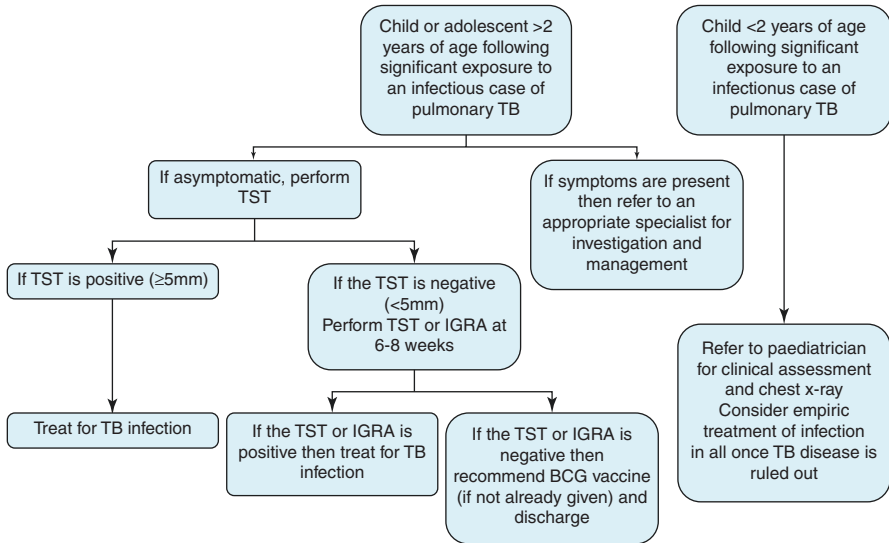 Child or adolescent >2
years of age following
significant exposure to
an infectious case of
pulmonary TB
Child <2 years of age
following significant
exposure to an
infectionus case of
pulmonary TB
If asymptomatic, perform
TST
If symptoms are present
then refer to an
appropriate specialist for
investigation and
management
If TST is positive (≥5mm)
If the TST is negative
(<5mm)
Perform TST or IGRA at
6-8 weeks
Refer to paediatrician
for clinical assessment
and chest x-ray
Consider empiric
treatment of infection
in all once TB disease is
ruled out
Treat for TB infection
If the TST or IGRA is
positive then treat for TB
infection
If the TST or IGRA is
negative then
recommend BCG vaccine
(if not already given) and
discharge